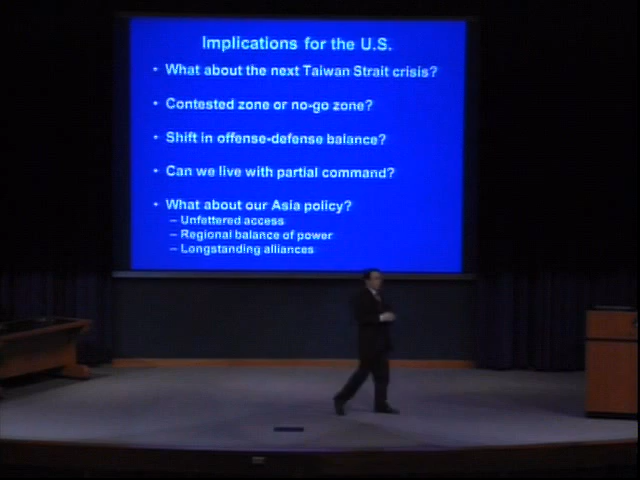 Implications for the U.S.
• What about the next Taiwan Strait crisis?
• Contested zone or no-go zone?
• Shift in offense-defense balance?
• Can we live with partial command?
• What about our Asia policy?
– Unfettered access
– Regional balance of power
– Longstanding alliances